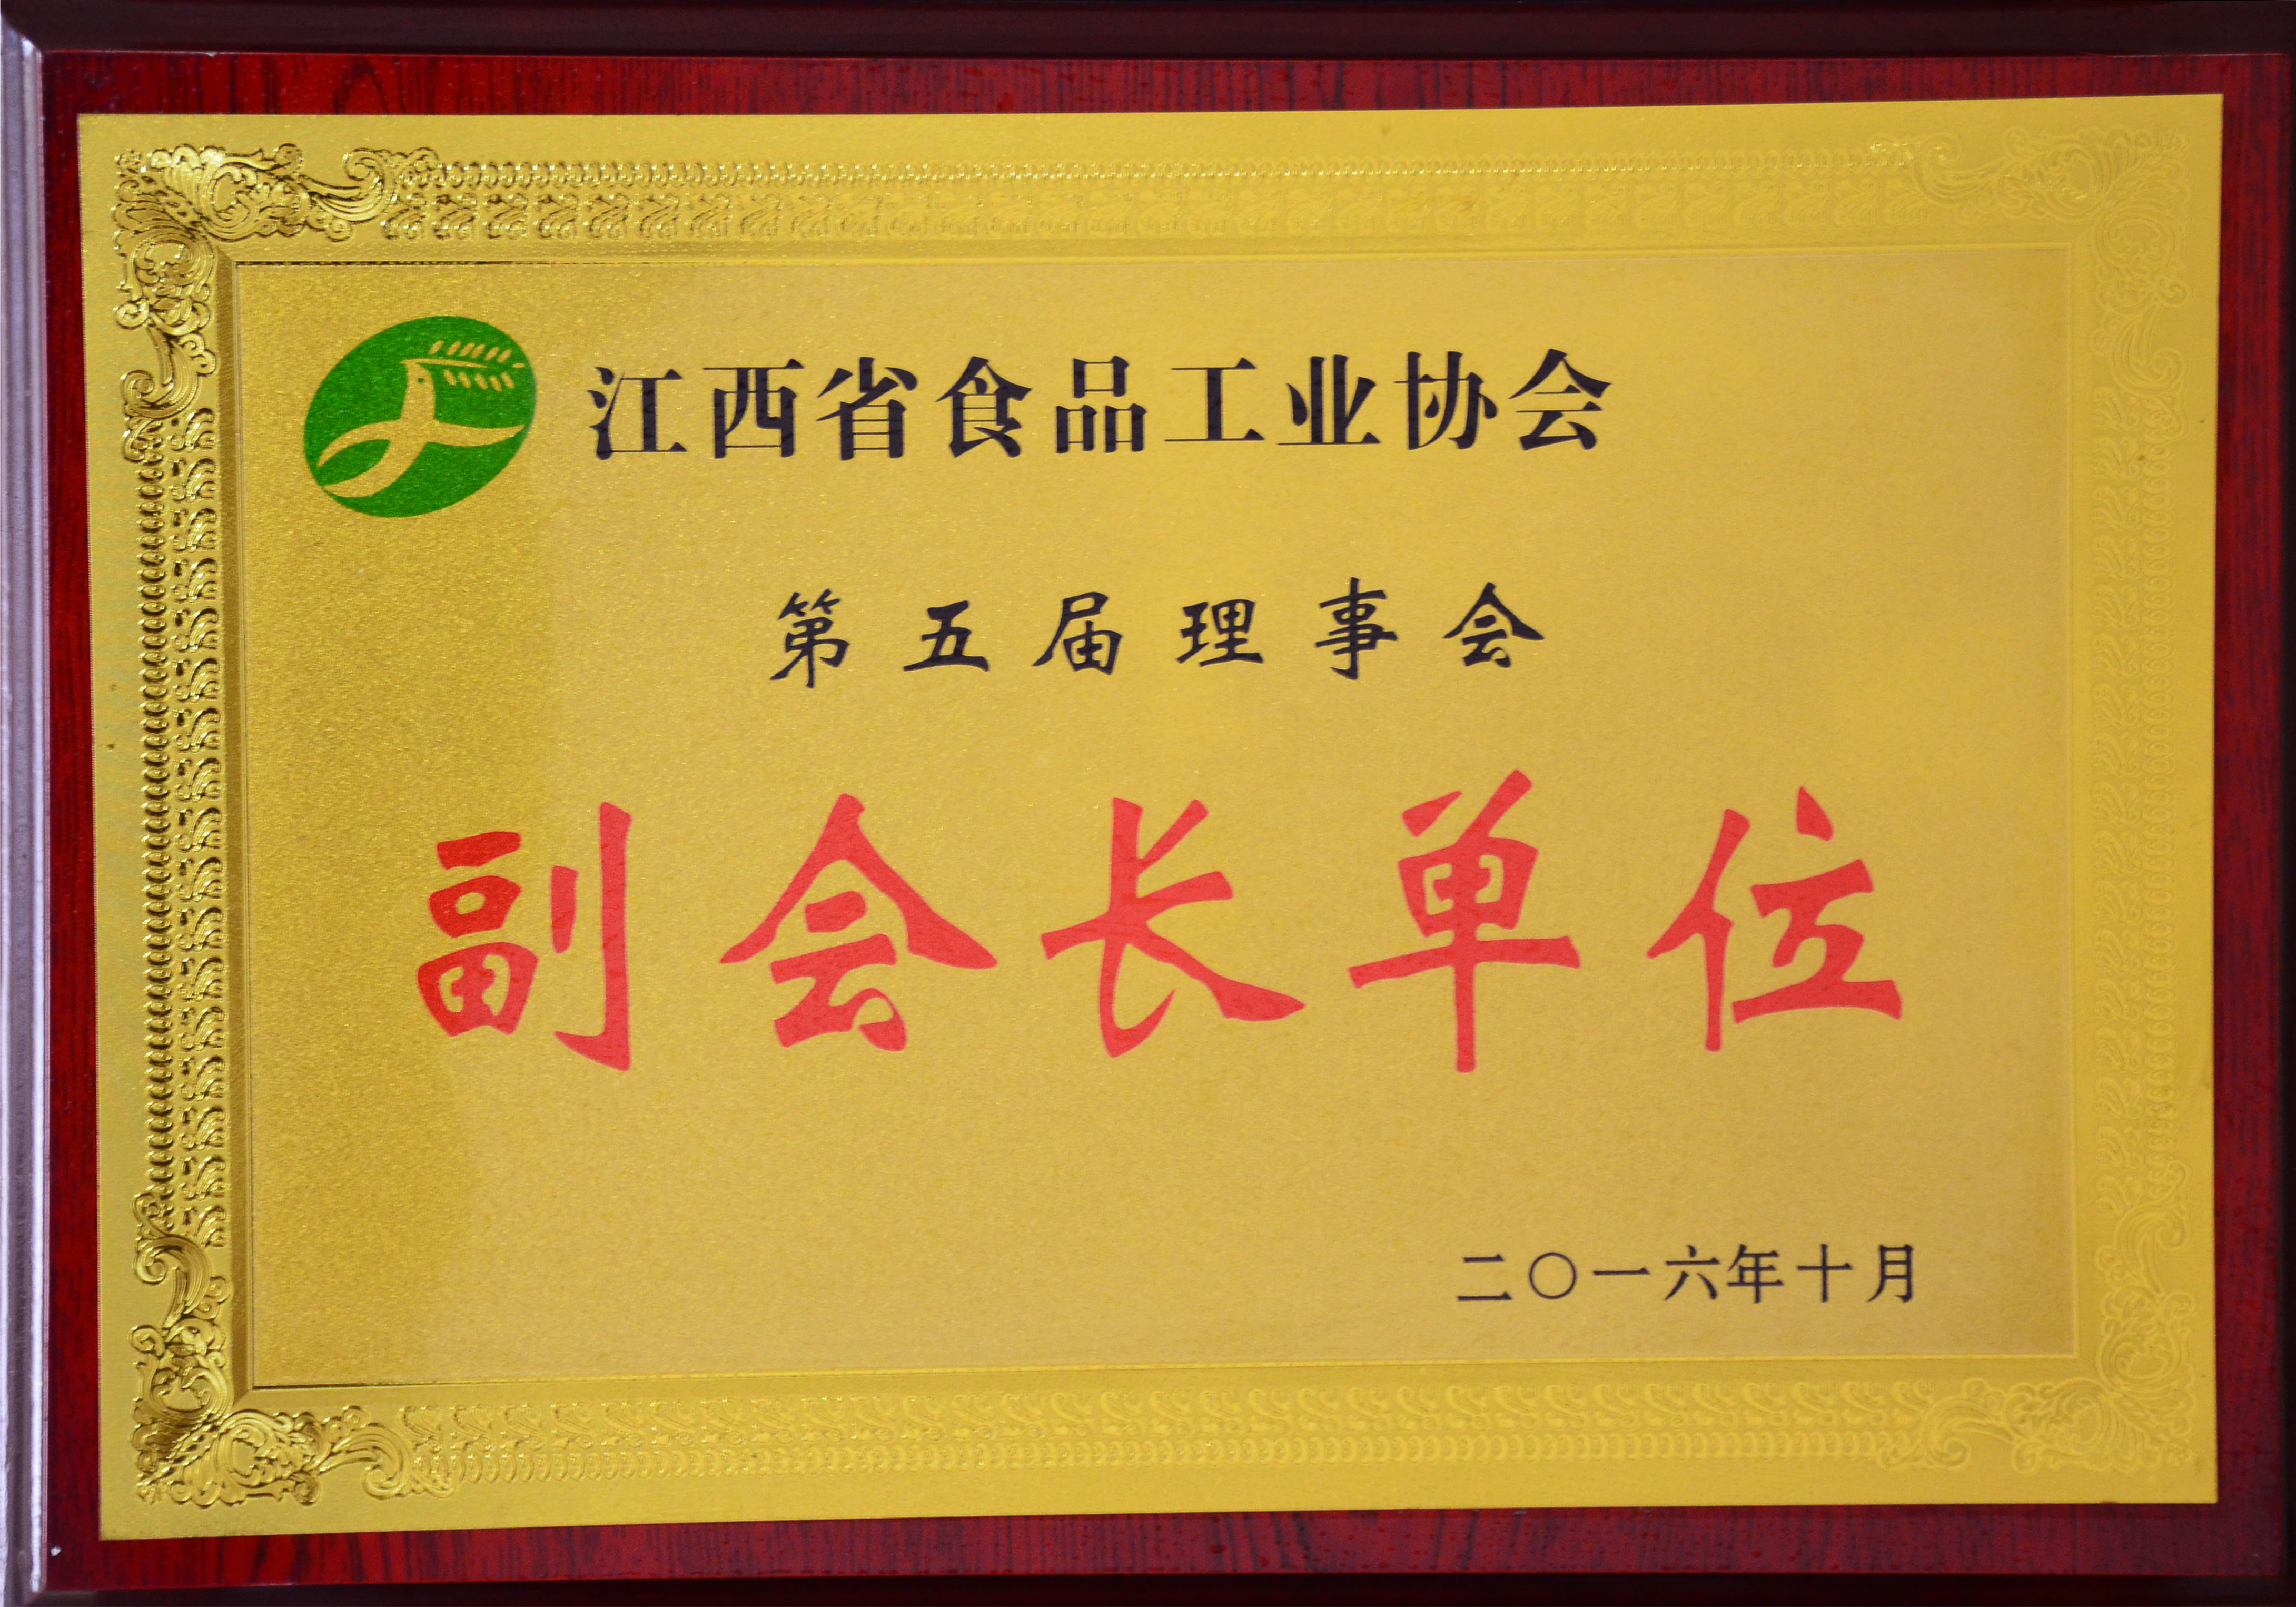 江西省食品工业协会
第五届理事会
副会长单位
二〇一六年十月